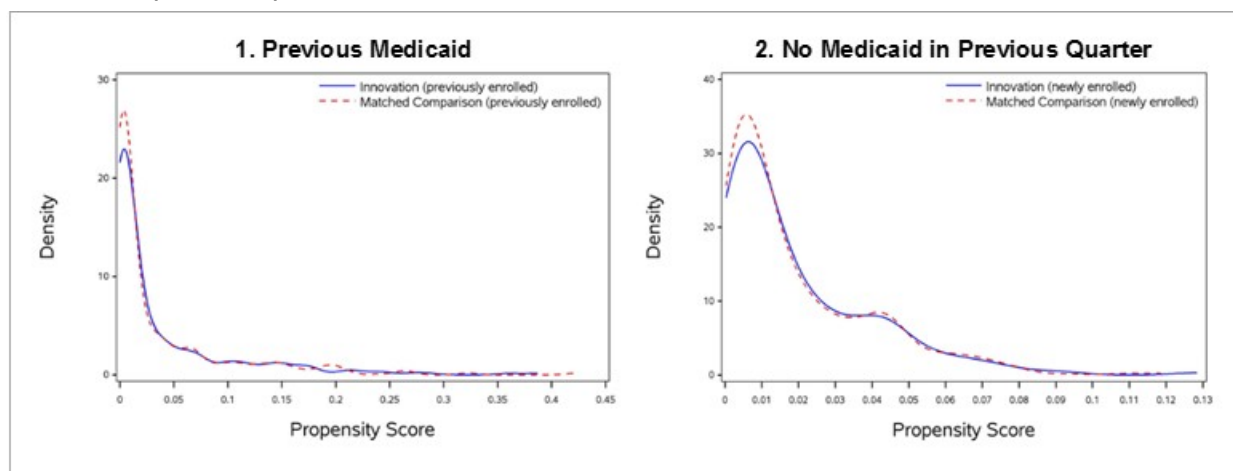 1. Previous Medicaid
30
20
10
0
Density
Innovation (previously enrolled)
Matched Comparison (previously enrolled)
0 0.05 0.1 0.15 0.2 0.25 0.3 0.35 0.4 0.45
Propensity Score
2. No Medicaid in Previous Quarter
40
30
20
10
0
Density
Innovation (newly enrolled)
Matched Comparison (newly enrolled)
0 0.01 0.02 0.03 0.04 0.05 0.06 0.07 0.08 0.09 0.1 0.11 0.12 0.13
Propensity Score